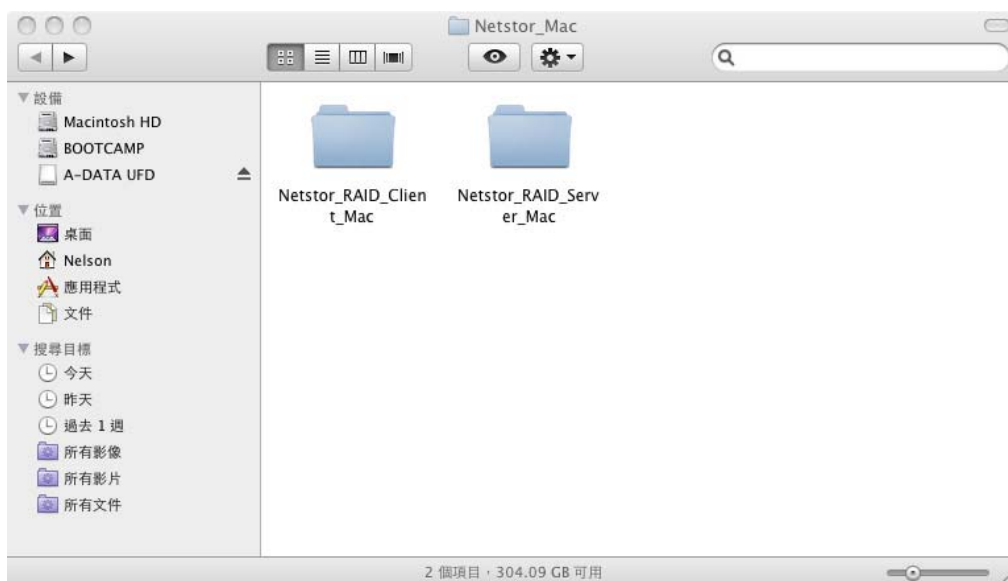 Netstor_Mac
設備
Macintosh HD
BOOTCAMP
A-DATA UFD
位置
桌面
Nelson
應用程式
文件
搜尋目標
今天
昨天
過去 1 週
所有影像
所有影片
所有文件
Netstor_RAID_Clien
t_Mac
Netstor_RAID_Serv
er_Mac
2 個項目，304.09 GB 可用